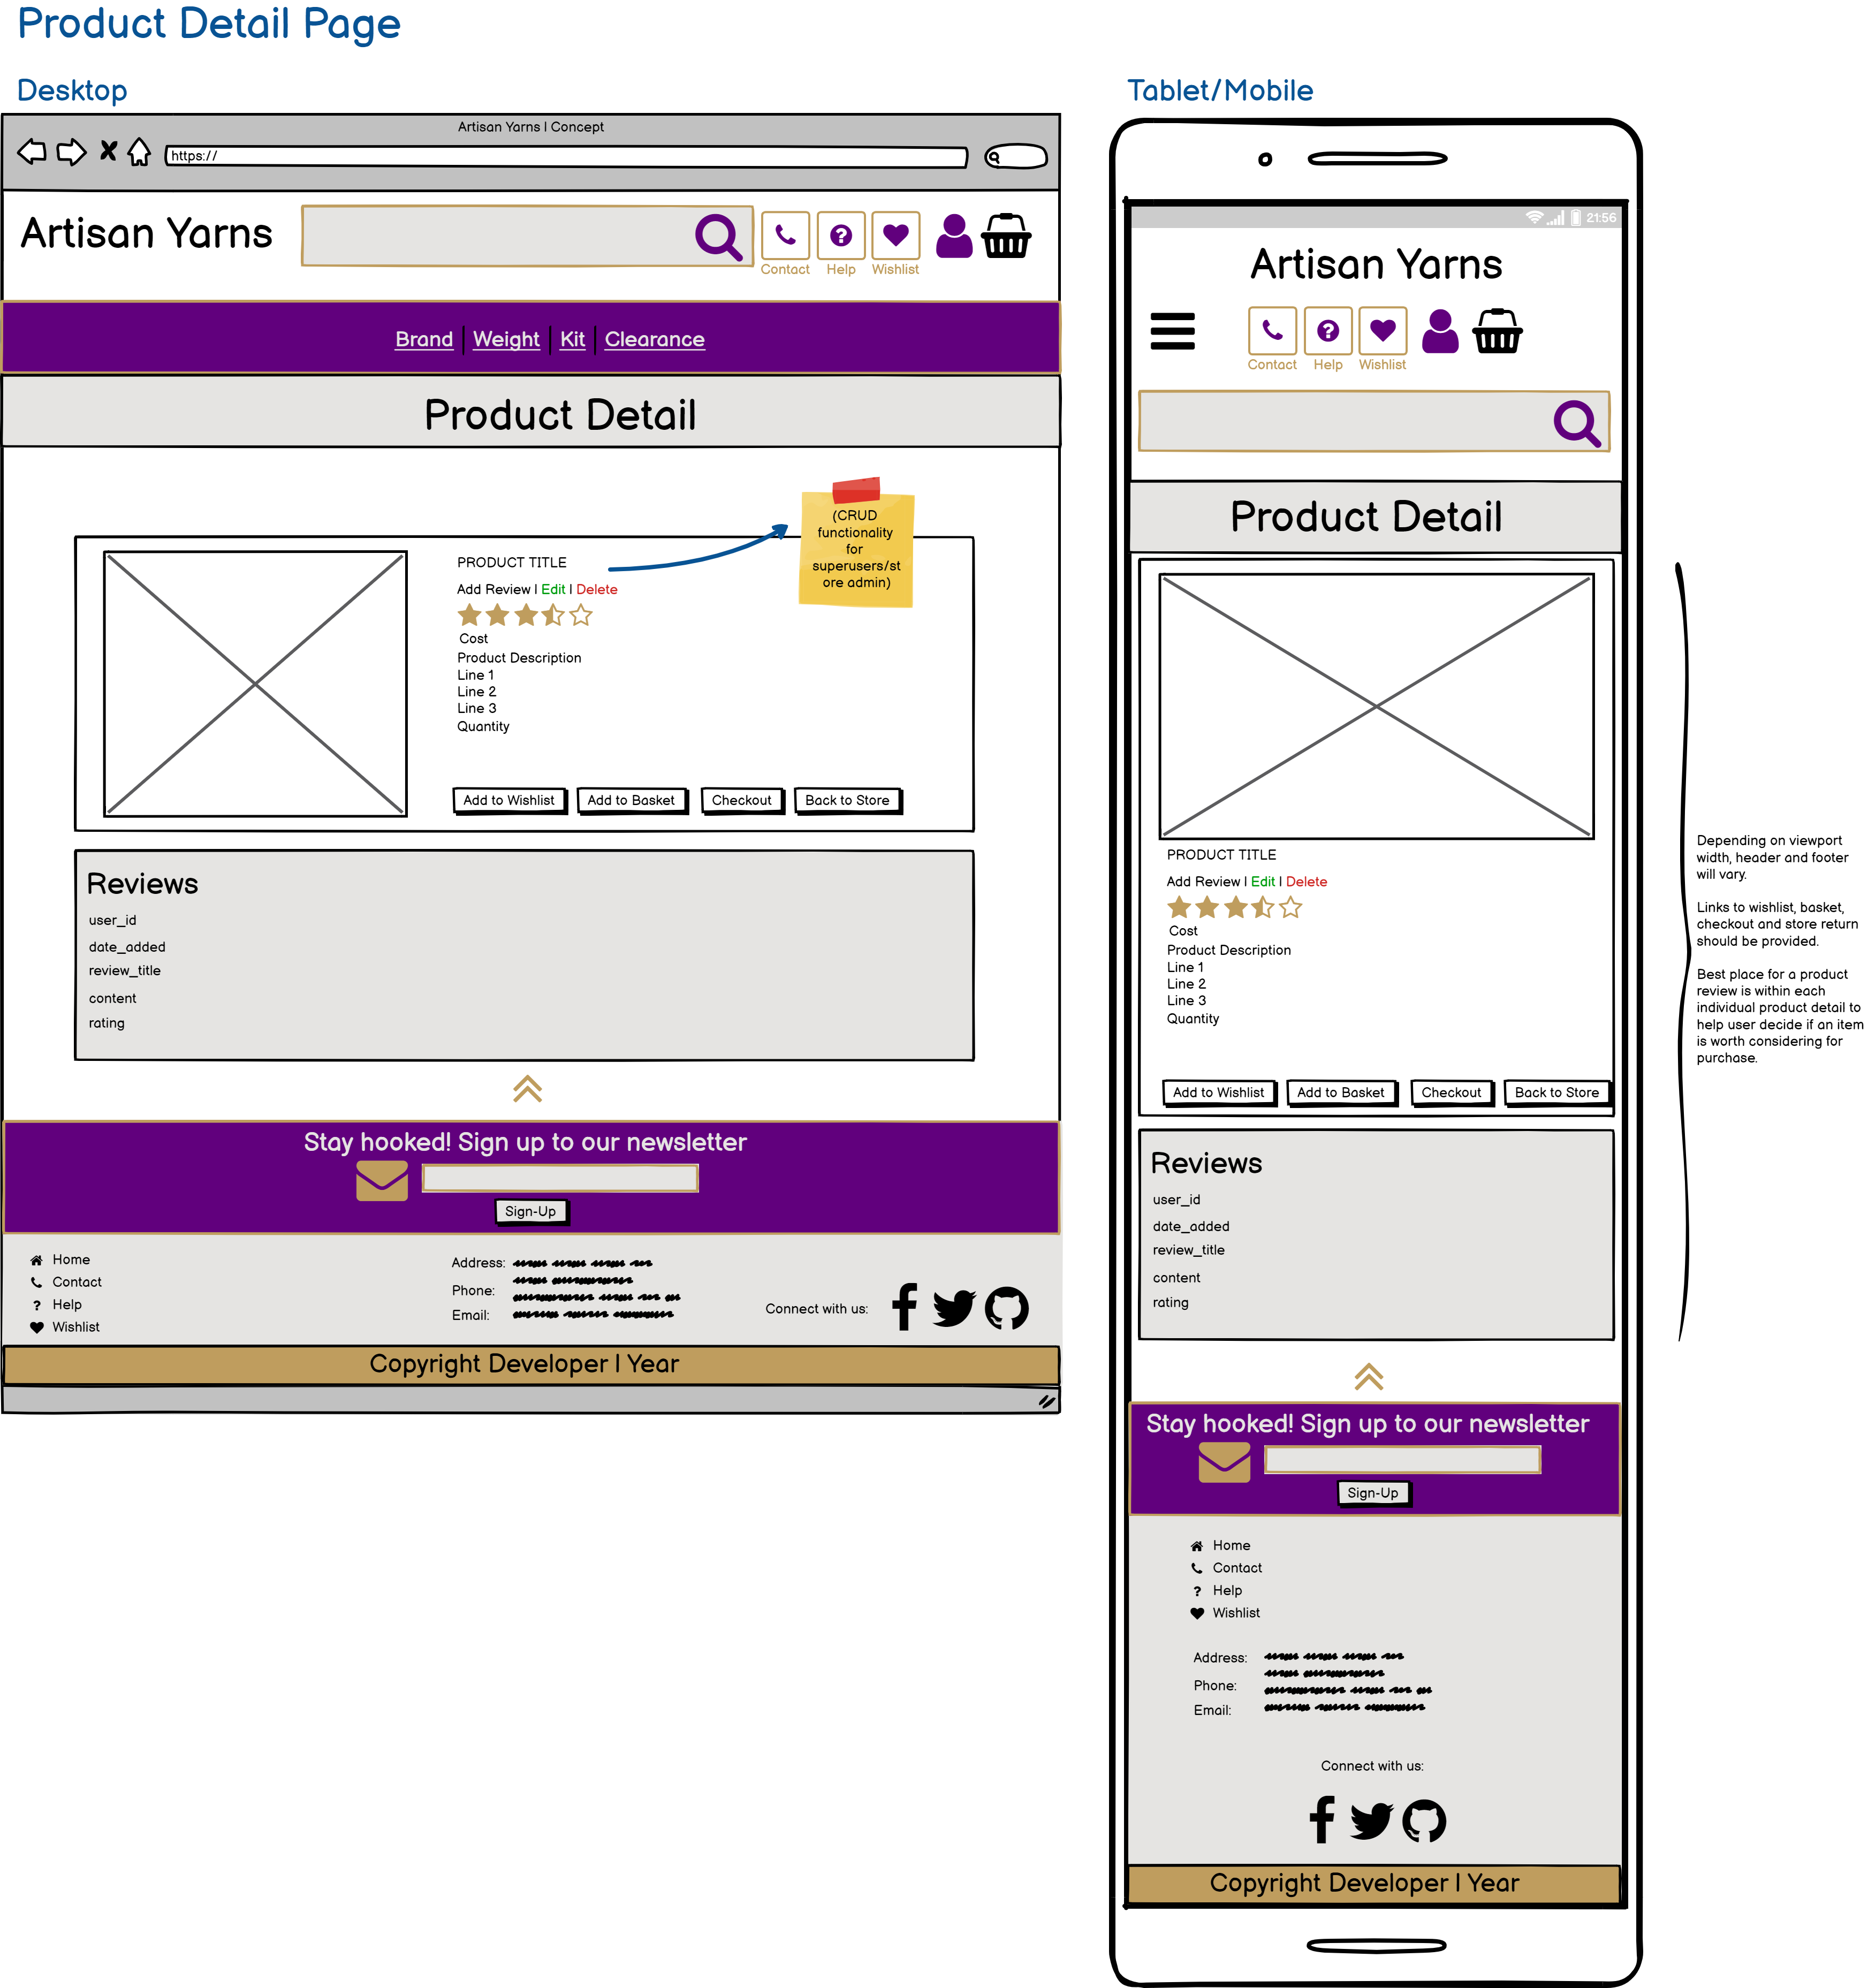 Product Detail Page
Desktop
Artisan Yarns | Concept
https://
Artisan Yarns
Contact Help Wishlist
Brand | Weight | Kit | Clearance
Product Detail
(CRUD
functionality
for
superusers/st
ore admin)
PRODUCT TITLE
Add Review | Edit | Delete
Cost
Product Description
Line 1
Line 2
Line 3
Quantity
Add to Wishlist Add to Basket Checkout Back to Store
Reviews
user_id
date_added
review_title
content
rating
Stay hooked! Sign up to our newsletter
Sign-Up
Home
Contact
Help
Wishlist
Address:
Phone:
Email:
Connect with us:
Copyright Developer | Year
Tablet/Mobile
21:56
Artisan Yarns
Contact Help Wishlist
Product Detail
PRODUCT TITLE
Add Review | Edit | Delete
Cost
Product Description
Line 1
Line 2
Line 3
Quantity
Add to Wishlist Add to Basket Checkout Back to Store
Reviews
user_id
date_added
review_title
content
rating
Stay hooked! Sign up to our newsletter
Sign-Up
Home
Contact
Help
Wishlist
Address:
Phone:
Email:
Connect with us:
Copyright Developer | Year
Depending on viewport
width, header and footer
will vary.
Links to wishlist, basket,
checkout and store return
should be provided.
Best place for a product
review is within each
individual product detail to
help user decide if an item
is worth considering for
purchase.